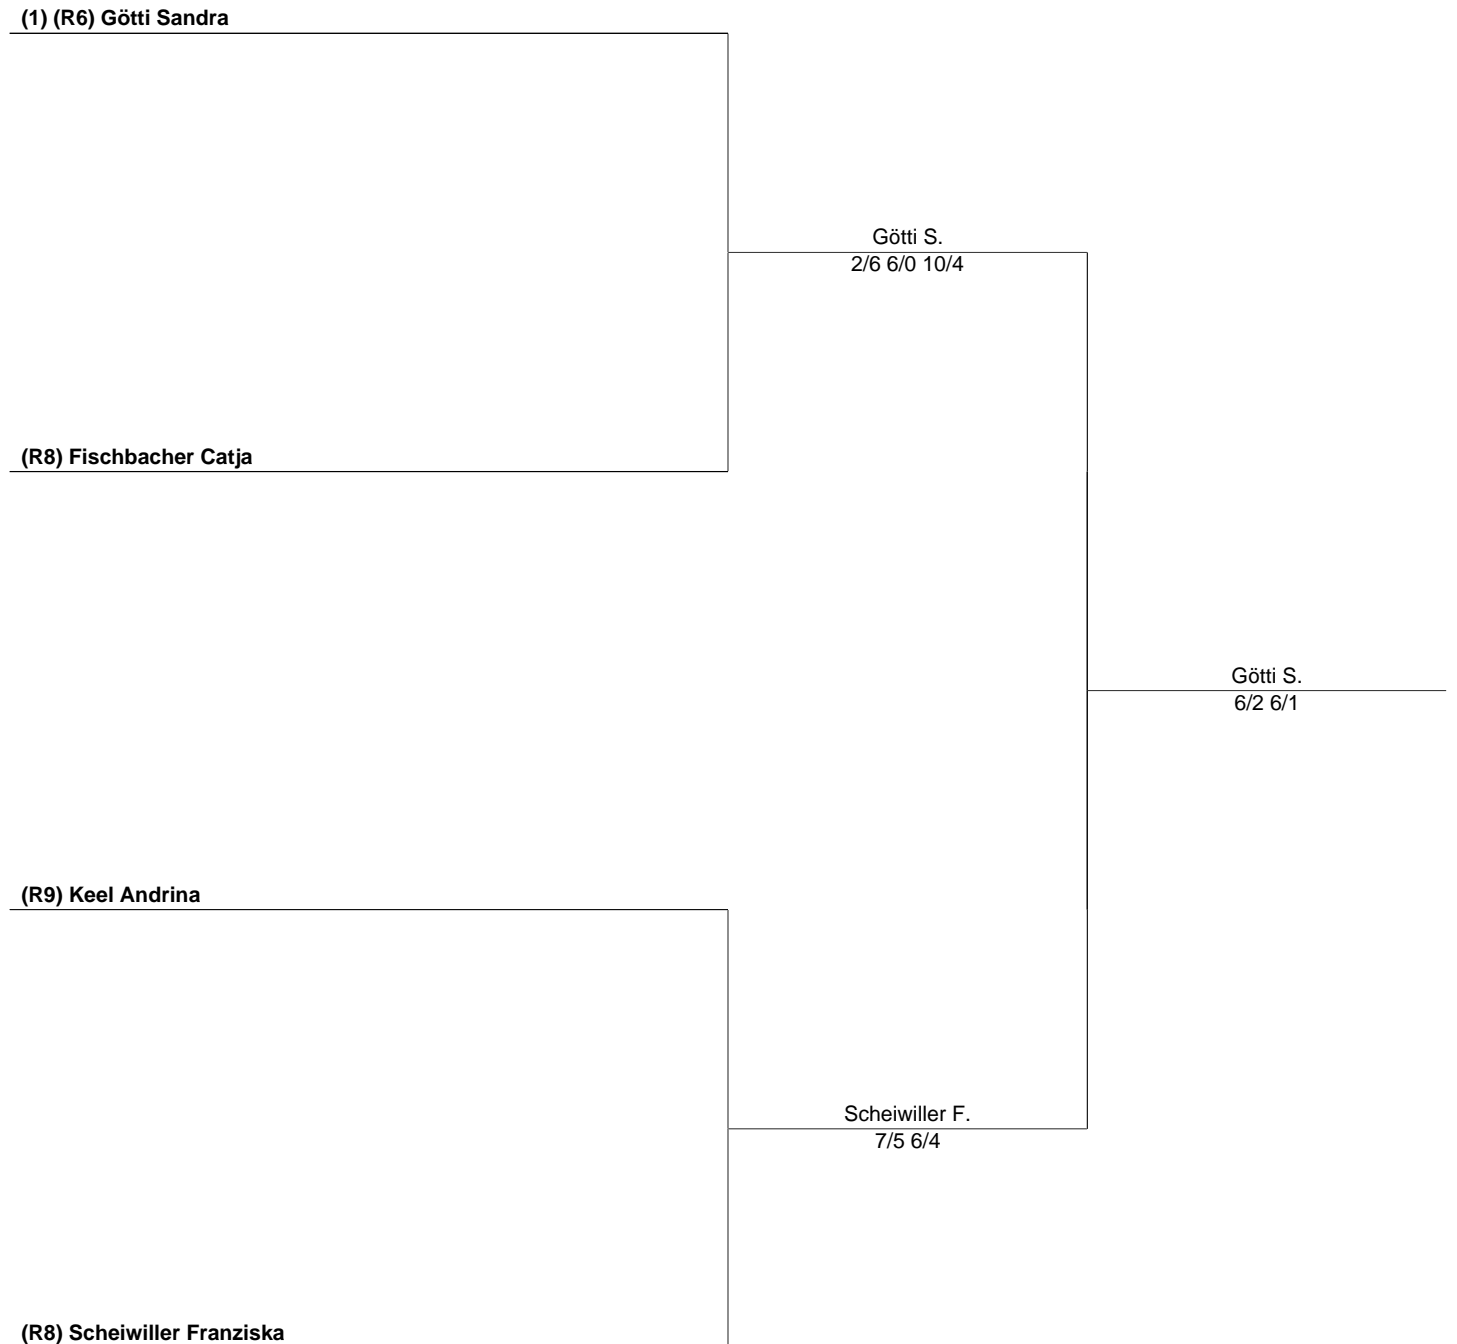 (1) (R6) Götti Sandra
Götti S.
2/6 6/0 10/4
(R8) Fischbacher Catja
Götti S.
6/2 6/1
(R9) Keel Andrina
Scheiwiller F.
7/5 6/4
(R8) Scheiwiller Franziska